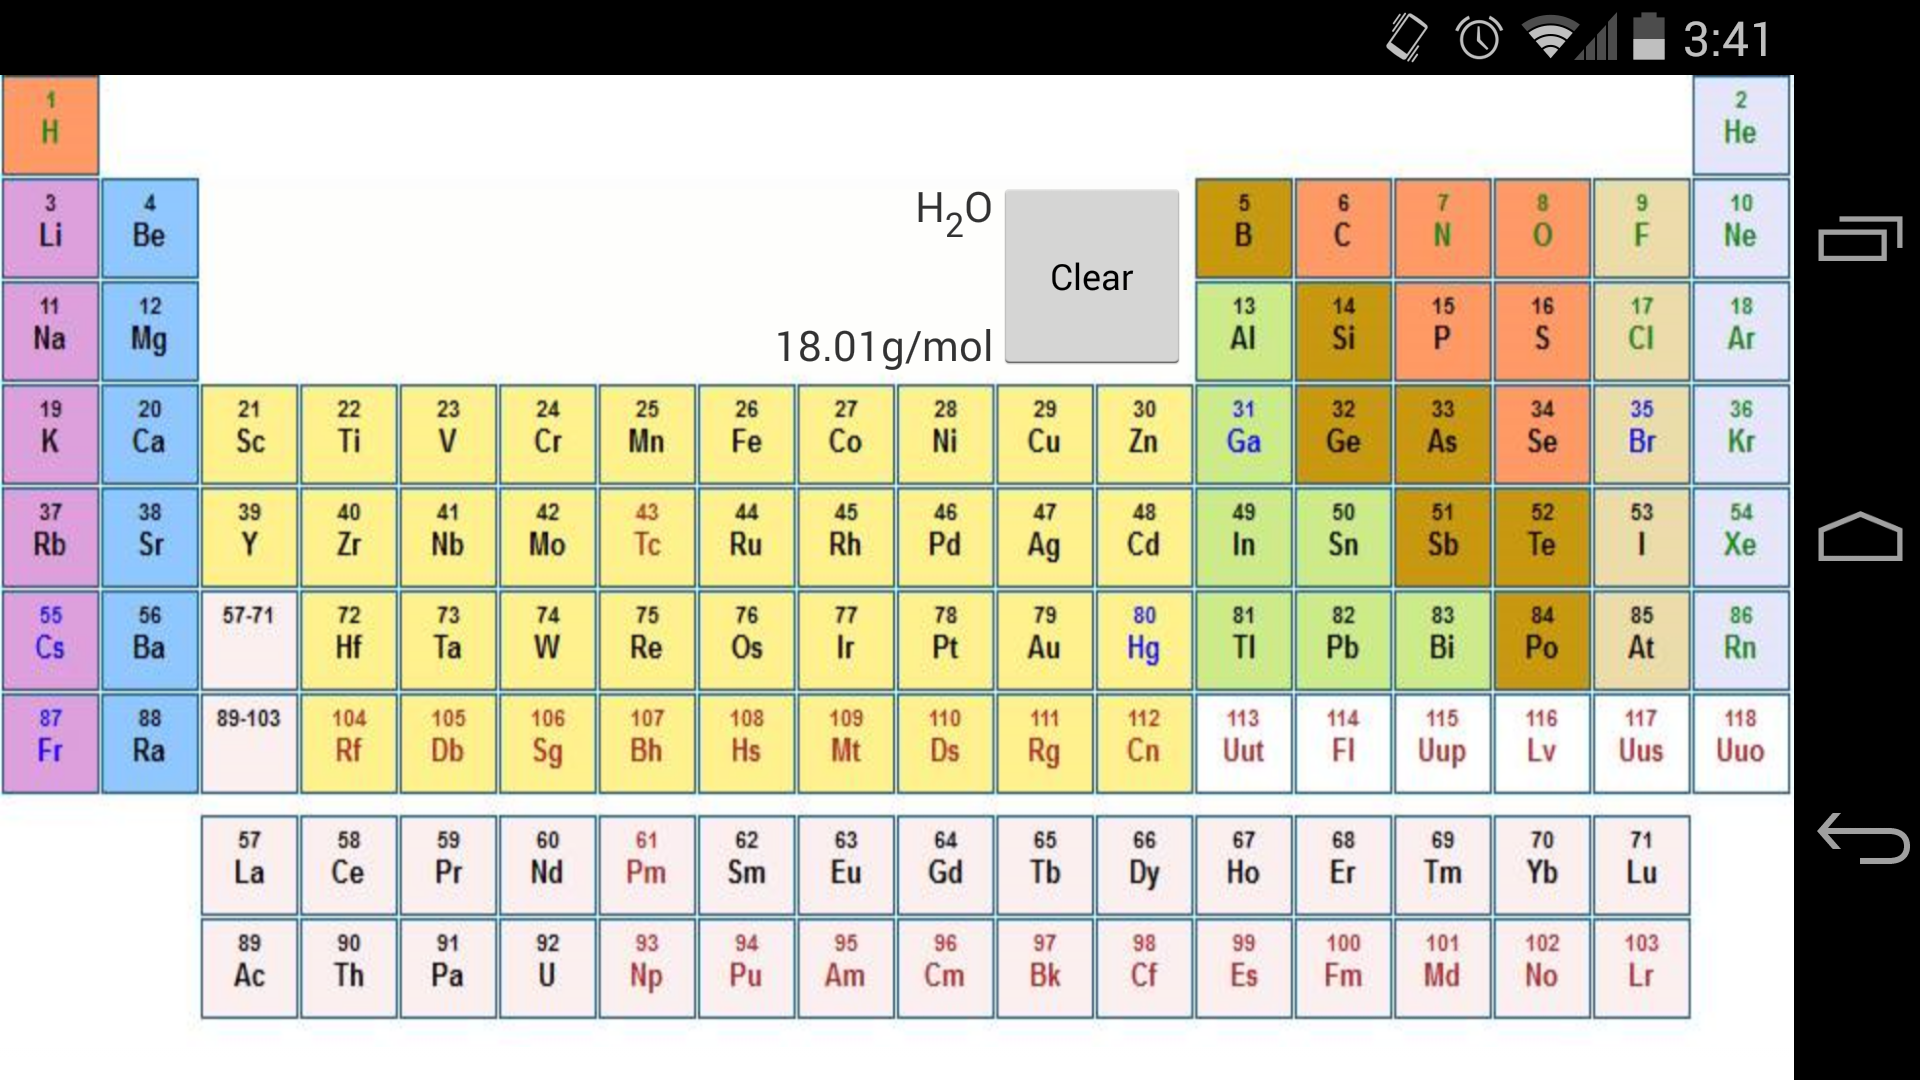 3:41
1 2
H He
3 4 H₂O 5 6 7 8 9 10
Li Be B C N O F Ne
Clear
11 12 13 14 15 16 17 18
Na Mg 18.01g/mol Al Si P S Cl Ar
19 20 21 22 23 24 25 26 27 28 29 30 31 32 33 34 35 36
K Ca Sc Ti V Cr Mn Fe Co Ni Cu Zn Ga Ge As Se Br Kr
37 38 39 40 41 42 43 44 45 46 47 48 49 50 51 52 53 54
Rb Sr Y Zr Nb Mo Tc Ru Rh Pd Ag Cd In Sn Sb Te I Xe
55 56 57-71 72 73 74 75 76 77 78 79 80 81 82 83 84 85 86
Cs Ba Hf Ta W Re Os Ir Pt Au Hg Tl Pb Bi Po At Rn
87 88 89-103 104 105 106 107 108 109 110 111 112 113 114 115 116 117 118
Fr Ra Rf Db Sg Bh Hs Mt Ds Rg Cn Uut Fl Uup Lv Uus Uuo
57 58 59 60 61 62 63 64 65 66 67 68 69 70 71
La Ce Pr Nd Pm Sm Eu Gd Tb Dy Ho Er Tm Yb Lu
89 90 91 92 93 94 95 96 97 98 99 100 101 102 103
Ac Th Pa U Np Pu Am Cm Bk Cf Es Fm Md No Lr